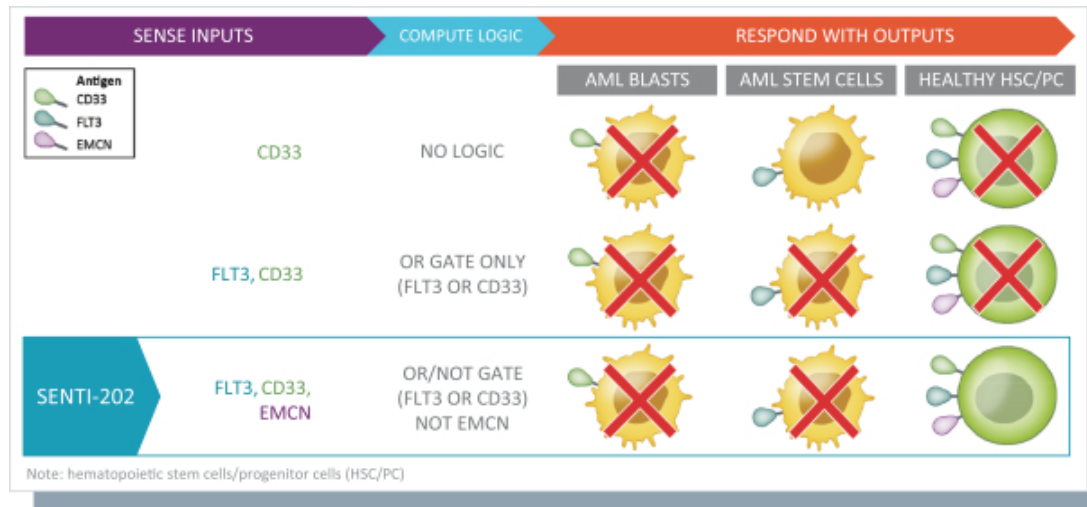 SENSE INPUTS
COMPUTE LOGIC
RESPOND WITH OUTPUTS
Antigen
CD33
FLT3
EMCN
AML BLASTS
AML STEM CELLS
HEALTHY HSC/PC
CD33
NO LOGIC
FLT3, CD33
OR GATE ONLY
(FLT3 OR CD33)
SENTI-202
FLT3, CD33,
EMCN
OR/NOT GATE
(FLT3 OR CD33)
NOT EMCN
Note: hematopoietic stem cells/progenitor cells (HSC/PC)